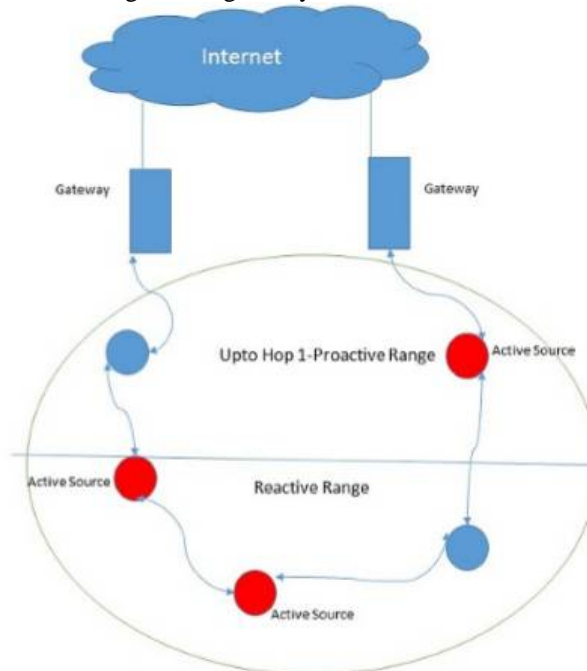 Internet
Gateway
Gateway
Upto Hop 1-Proactive Range
Active Source
Active Source
Reactive Range
Active Source